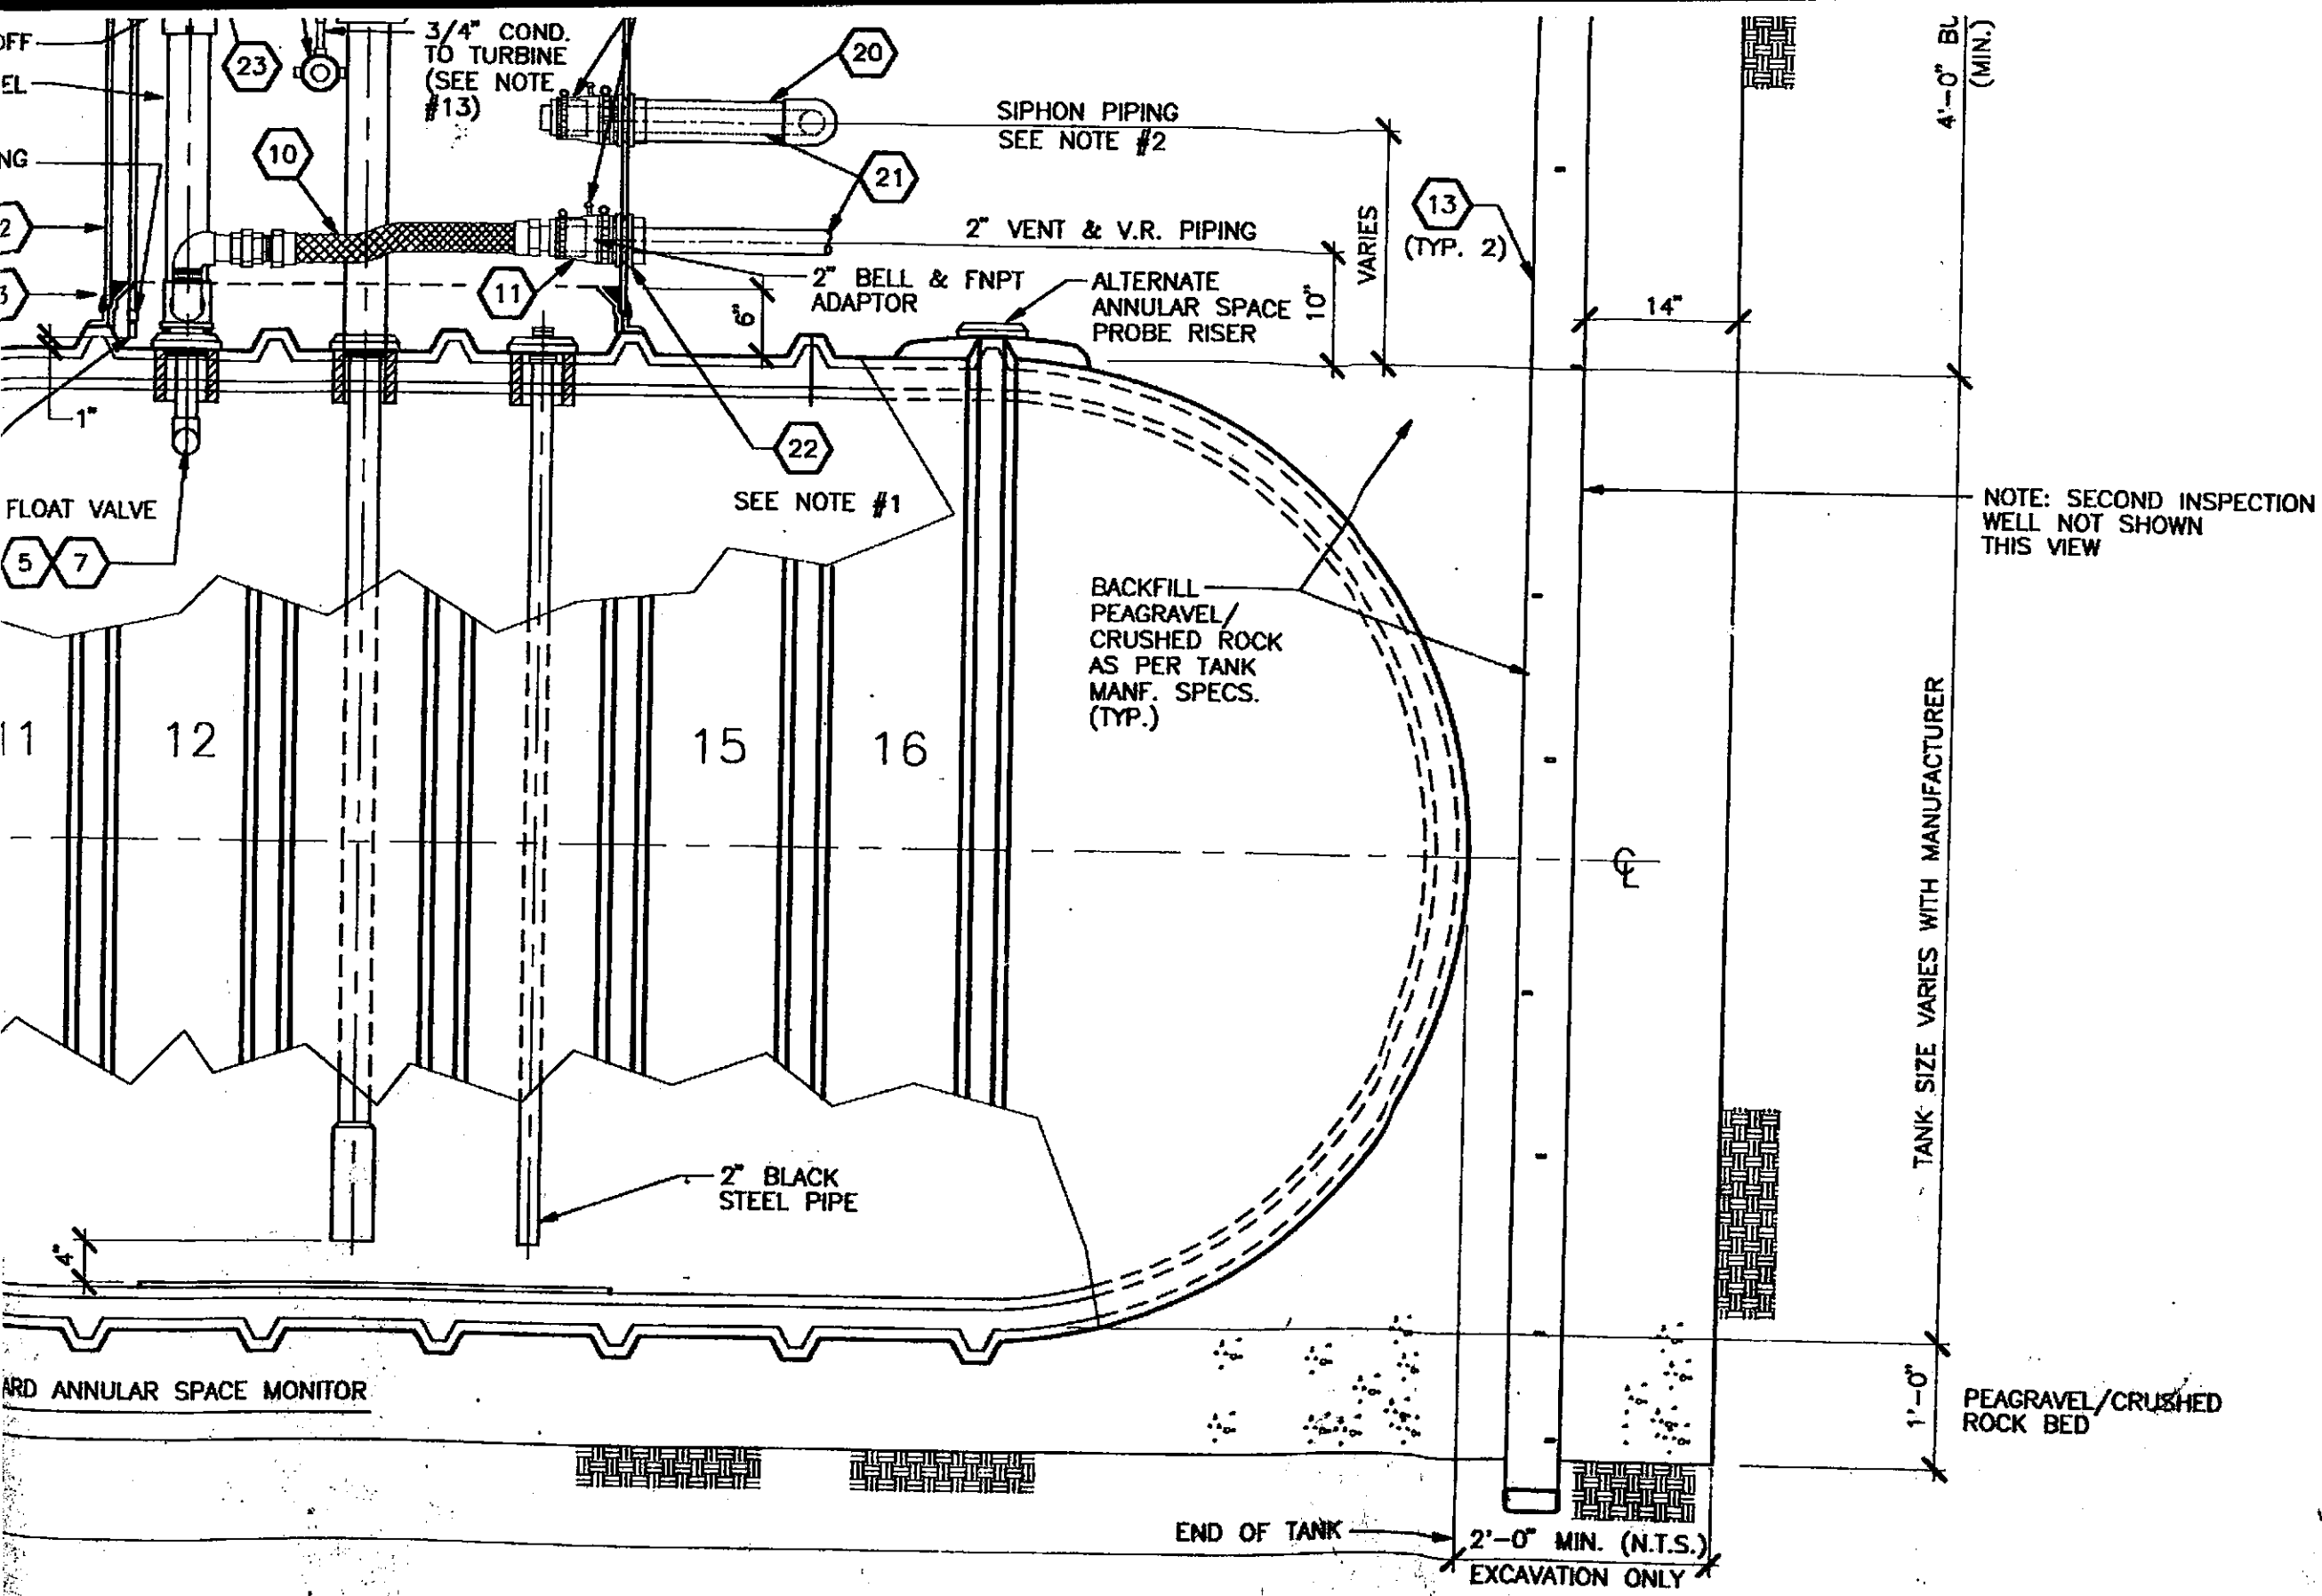 3/4" COND.
TO TURBINE
(SEE NOTE
#13)
23
20
10
SIPHON PIPING
SEE NOTE #2
21
2" VENT & V.R. PIPING
VARIES
13
(TYP. 2)
4'-0"
(MIN.)
11
2" BELL & FNPT
ADAPTOR
ALTERNATE
ANNULAR SPACE
PROBE RISER
6"
10"
14"
1"
22
SEE NOTE #1
FLOAT VALVE
5
7
NOTE: SECOND INSPECTION
WELL NOT SHOWN
THIS VIEW
BACKFILL
PEAGRAVEL/
CRUSHED ROCK
AS PER TANK
MANF. SPECS.
(TYP.)
11
12
15
16
℄
TANK SIZE VARIES WITH MANUFACTURER
2" BLACK
STEEL PIPE
4"
ANNULAR SPACE MONITOR
1'-0"
PEAGRAVEL/CRUSHED
ROCK BED
END OF TANK
2'-0" MIN. (N.T.S.)
EXCAVATION ONLY